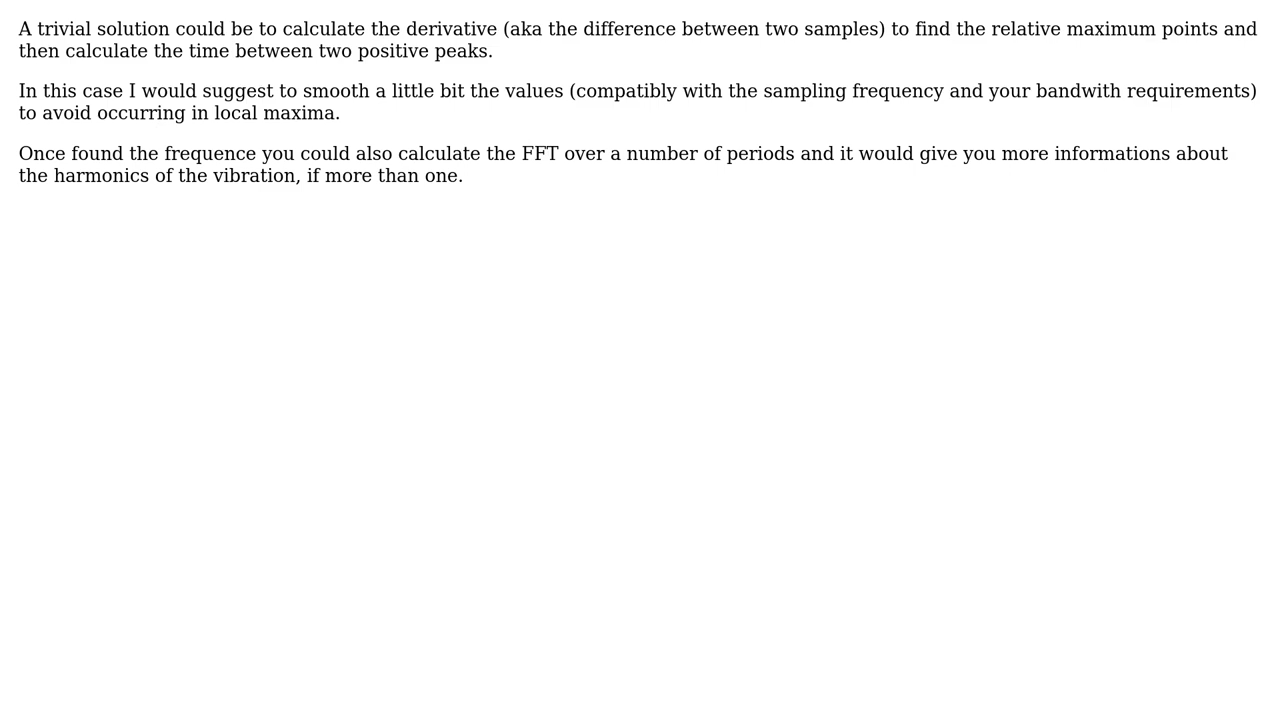 A trivial solution could be to calculate the derivative (aka the difference between two samples) to find the relative maximum points and
then calculate the time between two positive peaks.
In this case I would suggest to smooth a little bit the values (compatibly with the sampling frequency and your bandwith requirements)
to avoid occurring in local maxima.
Once found the frequence you could also calculate the FFT over a number of periods and it would give you more informations about
the harmonics of the vibration, if more than one.